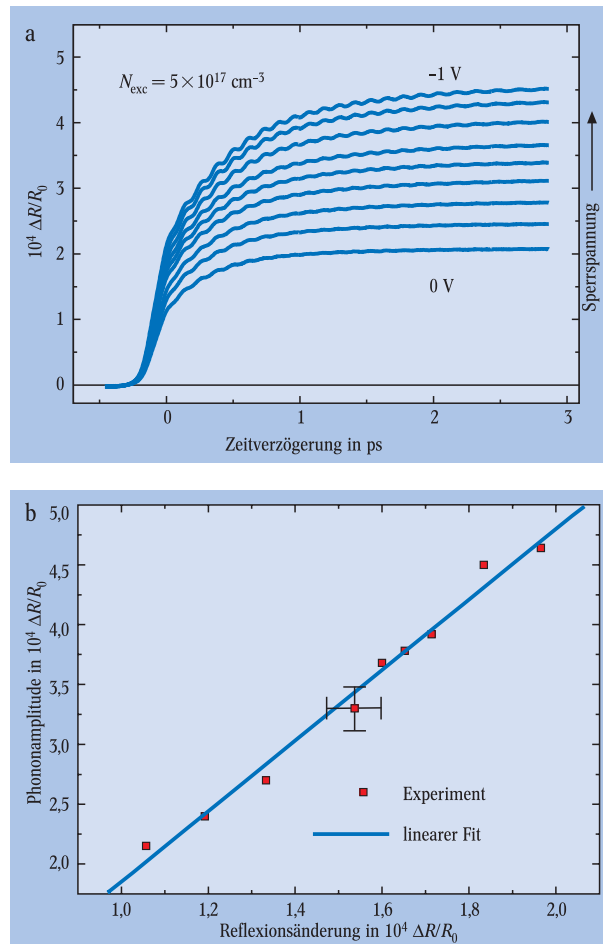 a
N_exc = 5×10^17 cm^–3
–1 V
0 V
10^4 ΔR/R_0
5
4
3
2
1
0
0 1 2 3
Zeitverzögerung in ps
Sperrspannung
b
Phononamplitude in 10^4 ΔR/R_0
5,0
4,5
4,0
3,5
3,0
2,5
2,0
Experiment
linearer Fit
1,0 1,2 1,4 1,6 1,8 2,0
Reflexionsänderung in 10^4 ΔR/R_0